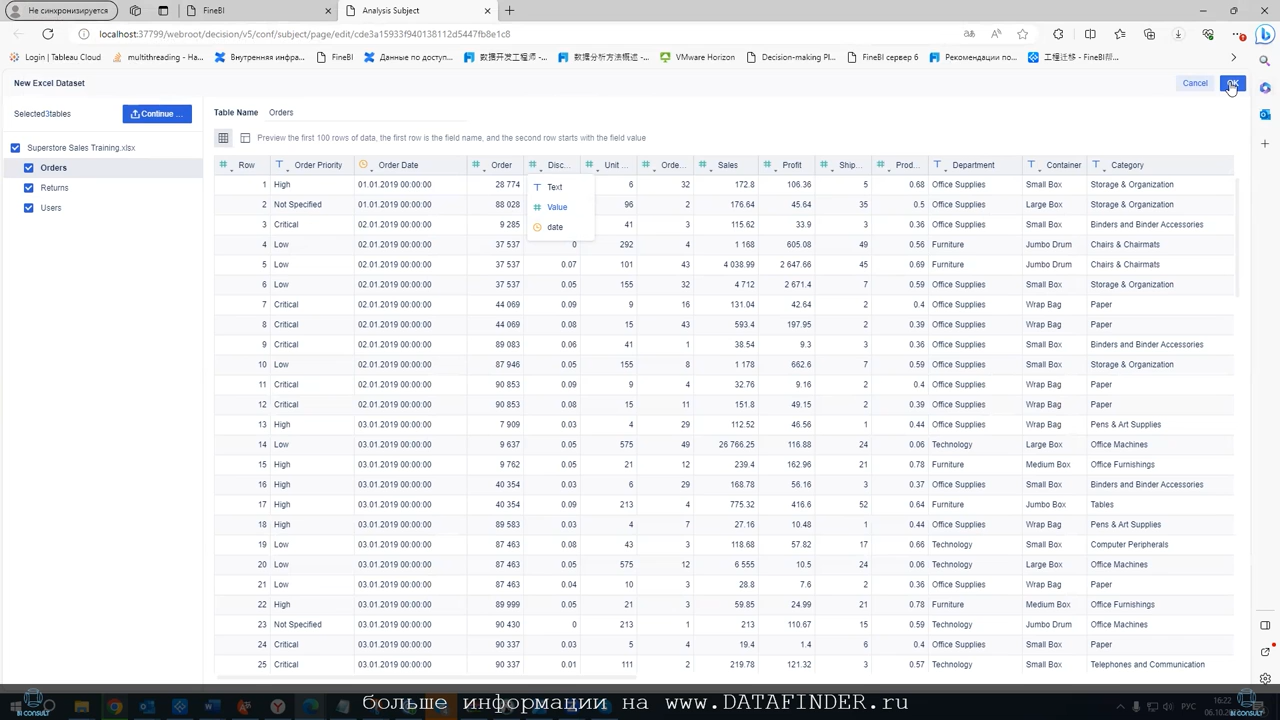 Не синхронизируется
FineBI
Analysis Subject
localhost:37799/webroot/decision/v5/conf/subject/page/edit/cde3a15933f940138112d5447fb8e1c8
Login | Tableau Cloud
multithreading - Ha...
Внутренняя инфра...
FineBI
Данные по доступ...
数据开发工程师 -...
数据分析方法概述 -...
VMware Horizon
Decision-making Pl...
FineBI сервер 6
Рекомендации по...
工程迁移 - FineBI帮...
New Excel Dataset
Cancel
OK
Selected3tables
Continue ...
Table Name
Orders
Superstore Sales Training.xlsx
Orders
Returns
Users
Preview the first 100 rows of data, the first row is the field name, and the second row starts with the field value
Row Order Priority Order Date Order Disc... Unit ... Orde... Sales Profit Ship... Prod... Department Container Category
1 High 01.01.2019 00:00:00 28 774 6 32 172.8 106.36 5 0.68 Office Supplies Small Box Storage & Organization
2 Not Specified 01.01.2019 00:00:00 88 028 96 2 176.64 45.64 35 0.5 Office Supplies Large Box Storage & Organization
3 Critical 02.01.2019 00:00:00 9 285 41 3 115.62 33.9 3 0.36 Office Supplies Small Box Binders and Binder Accessories
4 Low 02.01.2019 00:00:00 37 537 0 292 4 1 168 605.08 49 0.56 Furniture Jumbo Drum Chairs & Chairmats
5 Low 02.01.2019 00:00:00 37 537 0.07 101 43 4 038.99 2 647.66 45 0.69 Furniture Jumbo Drum Chairs & Chairmats
6 Low 02.01.2019 00:00:00 37 537 0.05 155 32 4 712 2 671.4 7 0.59 Office Supplies Small Box Storage & Organization
7 Critical 02.01.2019 00:00:00 44 069 0.09 9 16 131.04 42.64 2 0.4 Office Supplies Wrap Bag Paper
8 Critical 02.01.2019 00:00:00 44 069 0.08 15 43 593.4 197.95 2 0.39 Office Supplies Wrap Bag Paper
9 Critical 02.01.2019 00:00:00 89 083 0.06 41 1 38.54 9.3 3 0.36 Office Supplies Small Box Binders and Binder Accessories
10 Low 02.01.2019 00:00:00 87 946 0.05 155 8 1 178 662.6 7 0.59 Office Supplies Small Box Storage & Organization
11 Critical 02.01.2019 00:00:00 90 853 0.09 9 4 32.76 9.16 2 0.4 Office Supplies Wrap Bag Paper
12 Critical 02.01.2019 00:00:00 90 853 0.08 15 11 151.8 49.15 2 0.39 Office Supplies Wrap Bag Paper
13 High 03.01.2019 00:00:00 7 909 0.03 4 29 112.52 46.56 1 0.44 Office Supplies Wrap Bag Pens & Art Supplies
14 Low 03.01.2019 00:00:00 9 637 0.05 575 49 26 766.25 116.88 24 0.06 Technology Large Box Office Machines
15 High 03.01.2019 00:00:00 9 762 0.05 21 12 239.4 162.96 21 0.78 Furniture Medium Box Office Furnishings
16 High 03.01.2019 00:00:00 40 354 0.03 6 29 168.78 56.16 3 0.37 Office Supplies Small Box Binders and Binder Accessories
17 High 03.01.2019 00:00:00 40 354 0.09 213 4 775.32 416.6 52 0.64 Furniture Jumbo Box Tables
18 High 03.01.2019 00:00:00 89 583 0.03 4 7 27.16 10.48 1 0.44 Office Supplies Wrap Bag Pens & Art Supplies
19 Low 03.01.2019 00:00:00 87 463 0.08 43 3 118.68 57.82 17 0.66 Technology Small Box Computer Peripherals
20 Low 03.01.2019 00:00:00 87 463 0.05 575 12 6 555 10.5 24 0.06 Technology Large Box Office Machines
21 Low 03.01.2019 00:00:00 87 463 0.04 10 3 28.8 7.6 2 0.36 Office Supplies Wrap Bag Paper
22 High 03.01.2019 00:00:00 89 999 0.05 21 3 59.85 24.99 21 0.78 Furniture Medium Box Office Furnishings
23 Not Specified 03.01.2019 00:00:00 90 430 0 213 1 213 110.67 15 0.59 Technology Jumbo Drum Office Machines
24 Critical 03.01.2019 00:00:00 90 337 0.03 5 4 19.4 1.4 6 0.4 Office Supplies Small Box Paper
25 Critical 03.01.2019 00:00:00 90 337 0.01 111 2 219.78 121.32 3 0.57 Technology Small Box Telephones and Communication
Text
Value
date
больше информации на www.DATAFINDER.ru
IN CONSULT
РУС
16:22
IN CONSULT